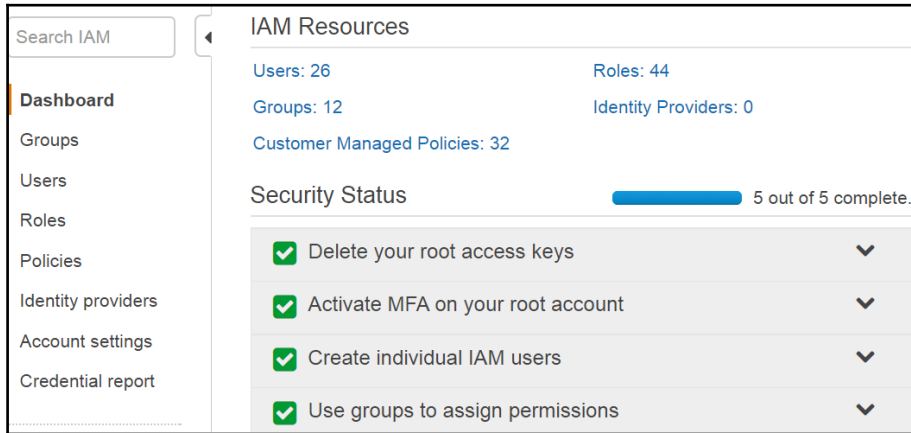 Search IAM
Dashboard
Groups
Users
Roles
Policies
Identity providers
Account settings
Credential report
IAM Resources
Users: 26
Roles: 44
Groups: 12
Identity Providers: 0
Customer Managed Policies: 32
Security Status
5 out of 5 complete.
Delete your root access keys
Activate MFA on your root account
Create individual IAM users
Use groups to assign permissions